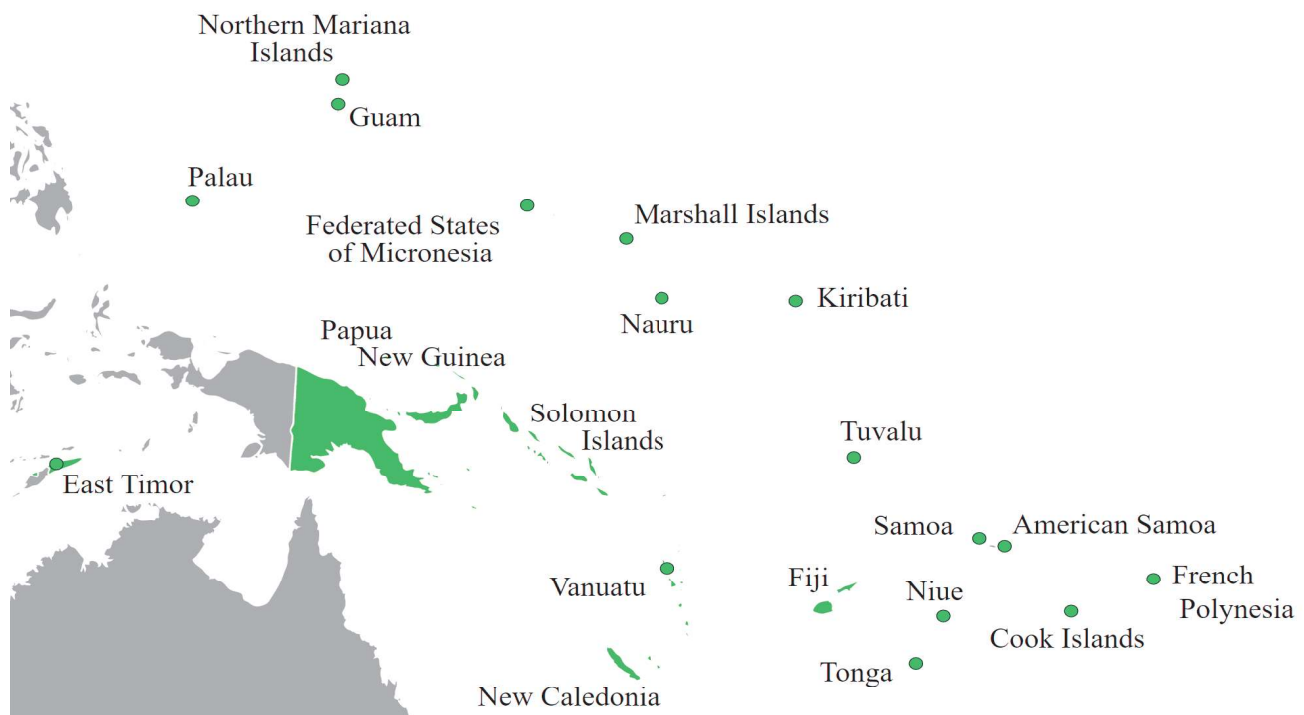 Northern Mariana
Islands
Guam
Palau
Federated States
of Micronesia
Marshall Islands
Nauru
Kiribati
Papua
New Guinea
Solomon
Islands
Tuvalu
East Timor
Samoa
American Samoa
Vanuatu
Fiji
Niue
French
Polynesia
Cook Islands
Tonga
New Caledonia